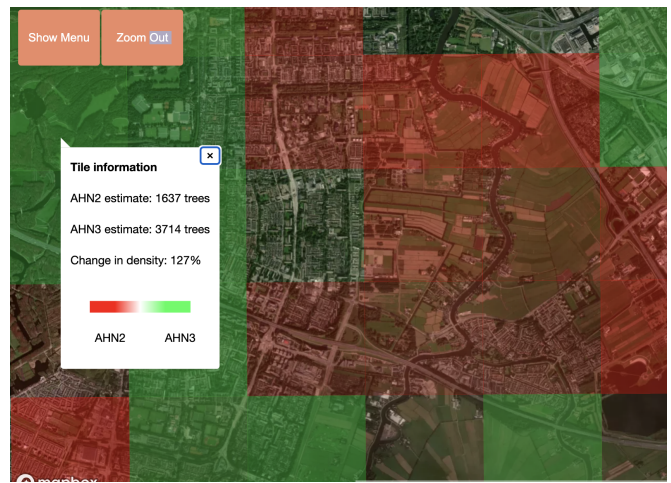 Show Menu
Zoom Out
×
Tile information
AHN2 estimate: 1637 trees
AHN3 estimate: 3714 trees
Change in density: 127%
AHN2 AHN3
mapbox